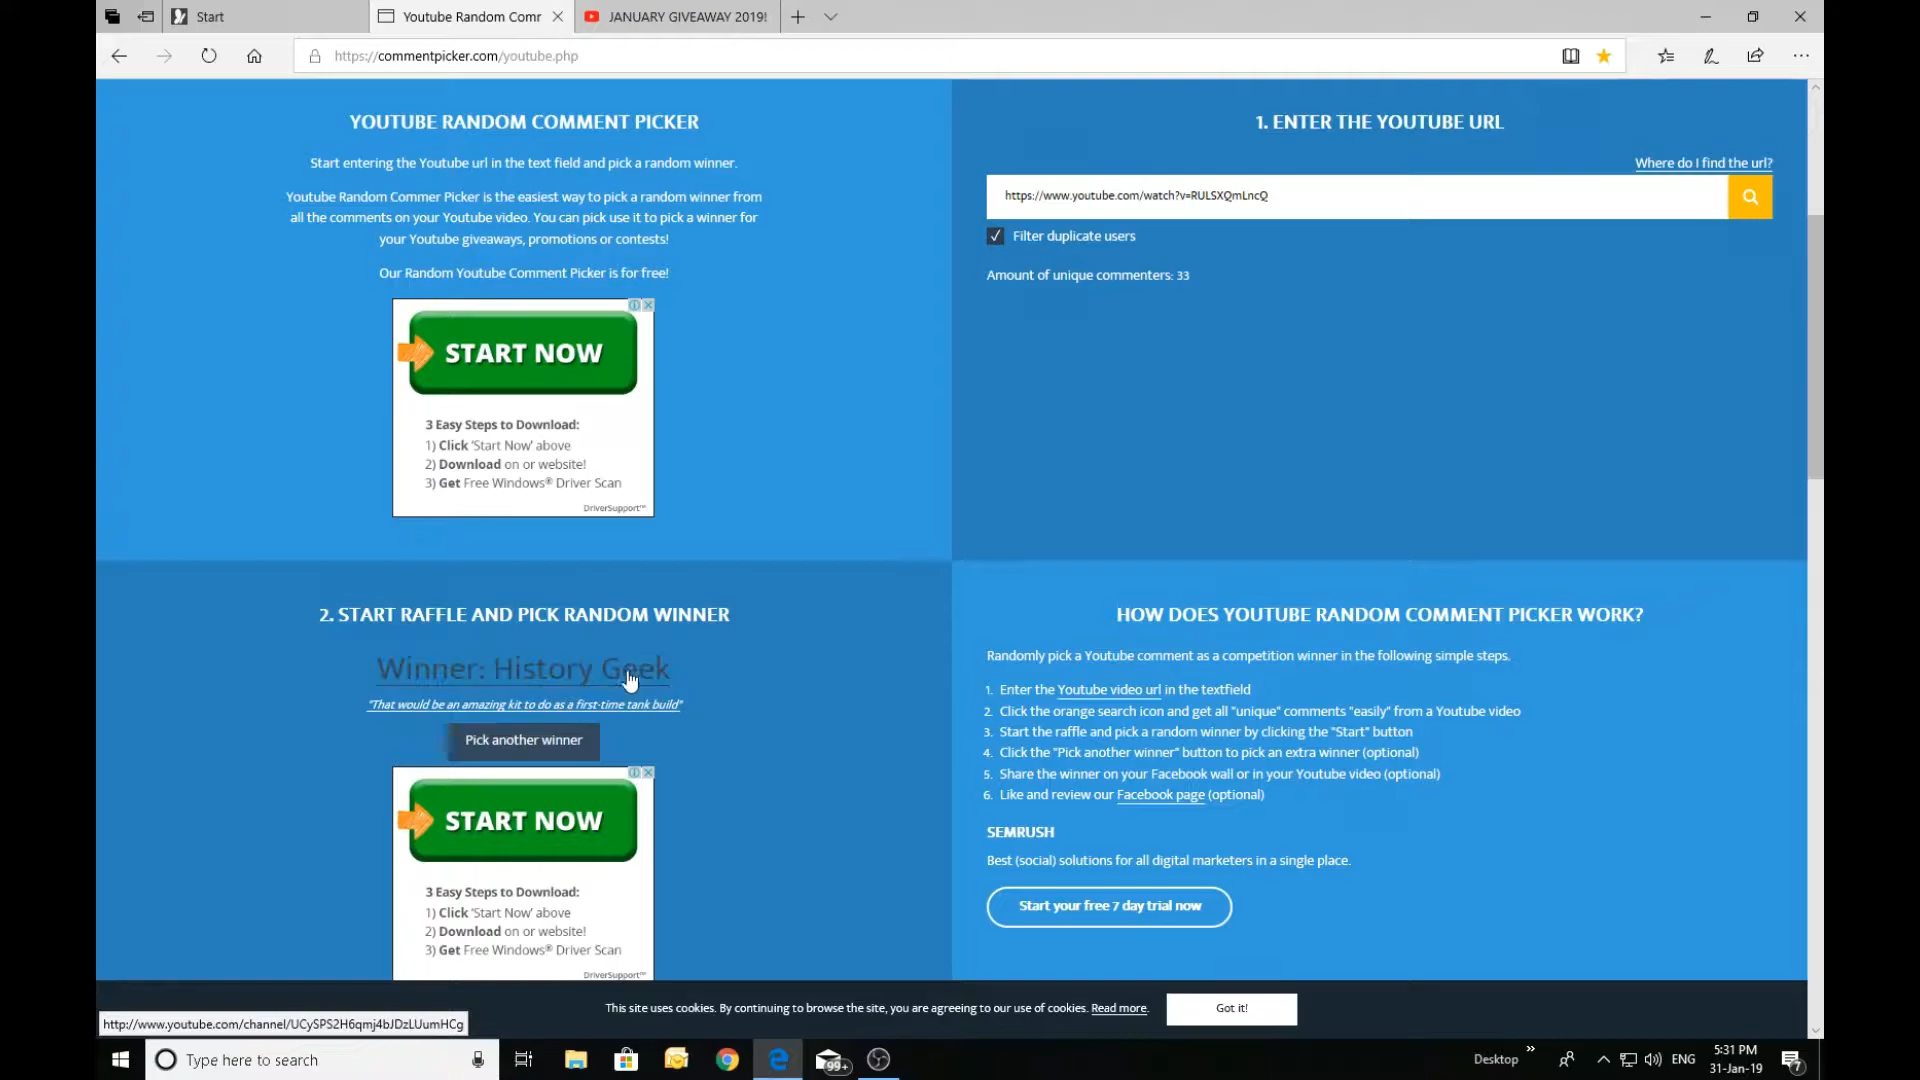 Start
Youtube Random Comr
JANUARY GIVEAWAY 2019!
https://commentpicker.com/youtube.php
YOUTUBE RANDOM COMMENT PICKER
Start entering the Youtube url in the text field and pick a random winner.
Youtube Random Commer Picker is the easiest way to pick a random winner from
all the comments on your Youtube video. You can pick use it to pick a winner for
your Youtube giveaways, promotions or contests!
Our Random Youtube Comment Picker is for free!
START NOW
3 Easy Steps to Download:
1) Click 'Start Now' above
2) Download on or website!
3) Get Free Windows® Driver Scan
DriverSupport™
1. ENTER THE YOUTUBE URL
Where do I find the url?
https://www.youtube.com/watch?v=RULSXQmLncQ
Filter duplicate users
Amount of unique commenters: 33
2. START RAFFLE AND PICK RANDOM WINNER
Winner: History Geek
"That would be an amazing kit to do as a first-time tank build"
Pick another winner
START NOW
3 Easy Steps to Download:
1) Click 'Start Now' above
2) Download on or website!
3) Get Free Windows® Driver Scan
DriverSupport™
HOW DOES YOUTUBE RANDOM COMMENT PICKER WORK?
Randomly pick a Youtube comment as a competition winner in the following simple steps.
1. Enter the Youtube video url in the textfield
2. Click the orange search icon and get all "unique" comments "easily" from a Youtube video
3. Start the raffle and pick a random winner by clicking the "Start" button
4. Click the "Pick another winner" button to pick an extra winner (optional)
5. Share the winner on your Facebook wall or in your Youtube video (optional)
6. Like and review our Facebook page (optional)
SEMRUSH
Best (social) solutions for all digital marketers in a single place.
Start your free 7 day trial now
This site uses cookies. By continuing to browse the site, you are agreeing to our use of cookies. Read more.
Got it!
http://www.youtube.com/channel/UCySPS2H6qmj4bJDzLUumHCg
Type here to search
99+
Desktop
ENG
5:31 PM
31-Jan-19
7